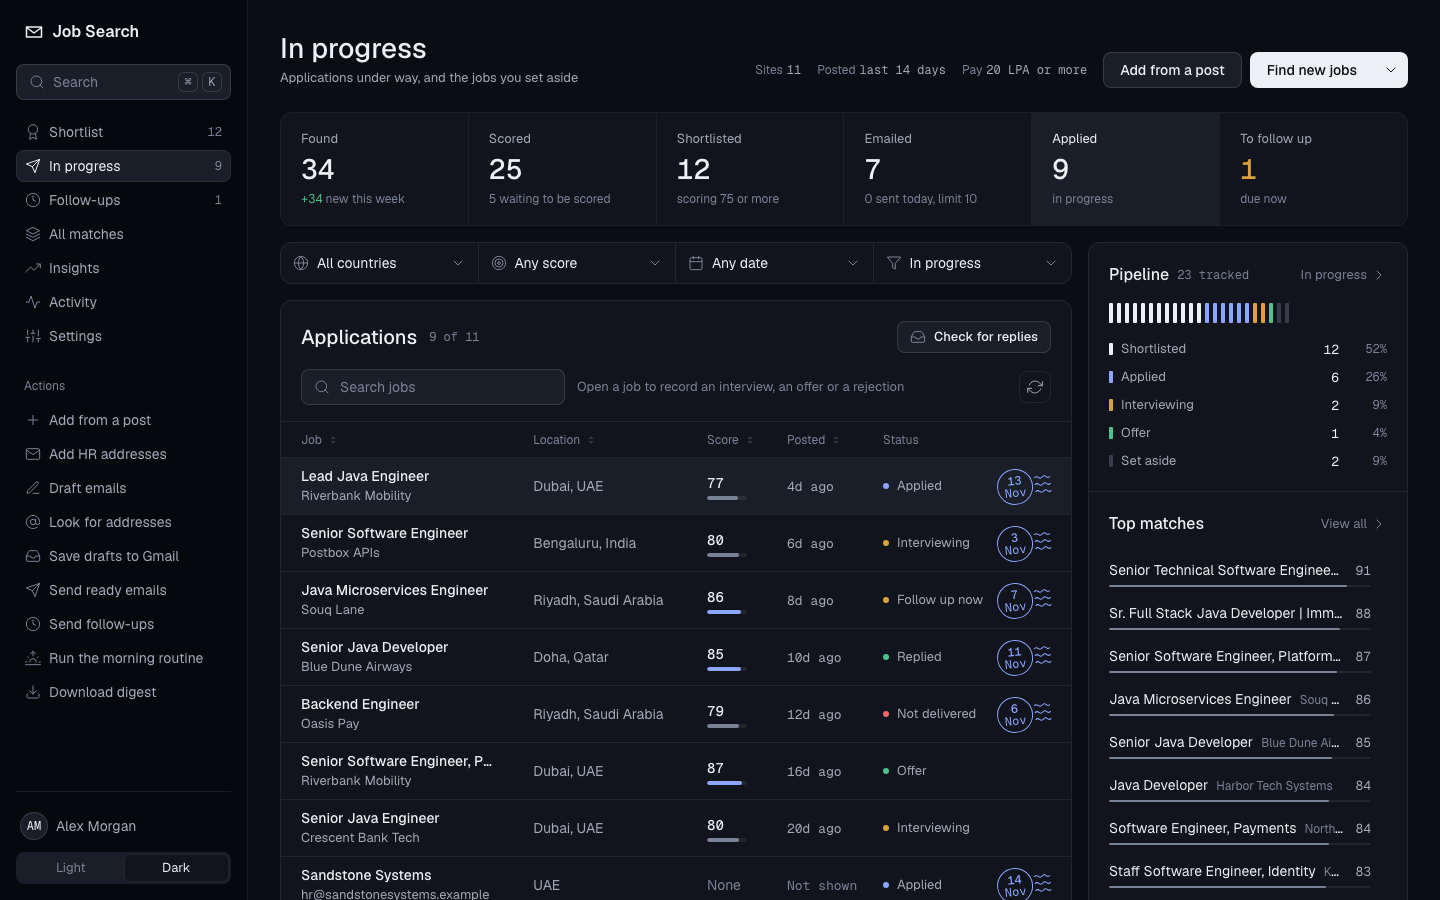 Job Search
Search ⌘ K
Shortlist 12
In progress 9
Follow-ups 1
All matches
Insights
Activity
Settings
Actions
Add from a post
Add HR addresses
Draft emails
Look for addresses
Save drafts to Gmail
Send ready emails
Send follow-ups
Run the morning routine
Download digest
AM Alex Morgan
Light Dark
In progress
Applications under way, and the jobs you set aside
Sites 11 Posted last 14 days Pay 20 LPA or more
Add from a post
Find new jobs
Found
34
+34 new this week
Scored
25
5 waiting to be scored
Shortlisted
12
scoring 75 or more
Emailed
7
0 sent today, limit 10
Applied
9
in progress
To follow up
1
due now
All countries Any score Any date In progress
Applications 9 of 11
Check for replies
Search jobs
Open a job to record an interview, an offer or a rejection
Job Location Score Posted Status
Lead Java Engineer
Riverbank Mobility
Dubai, UAE 77 4d ago Applied 13 Nov
Senior Software Engineer
Postbox APIs
Bengaluru, India 80 6d ago Interviewing 3 Nov
Java Microservices Engineer
Souq Lane
Riyadh, Saudi Arabia 86 8d ago Follow up now 7 Nov
Senior Java Developer
Blue Dune Airways
Doha, Qatar 85 10d ago Replied 11 Nov
Backend Engineer
Oasis Pay
Riyadh, Saudi Arabia 79 12d ago Not delivered 6 Nov
Senior Software Engineer, P...
Riverbank Mobility
Dubai, UAE 87 16d ago Offer
Senior Java Engineer
Crescent Bank Tech
Dubai, UAE 80 20d ago Interviewing
Sandstone Systems
hr@sandstonesystems.example
UAE None Not shown Applied 14 Nov
Pipeline 23 tracked In progress
Shortlisted 12 52%
Applied 6 26%
Interviewing 2 9%
Offer 1 4%
Set aside 2 9%
Top matches View all
Senior Technical Software Enginee... 91
Sr. Full Stack Java Developer | Imm... 88
Senior Software Engineer, Platform... 87
Java Microservices Engineer Souq ... 86
Senior Java Developer Blue Dune Ai... 85
Java Developer Harbor Tech Systems 84
Software Engineer, Payments North... 84
Staff Software Engineer, Identity K... 83